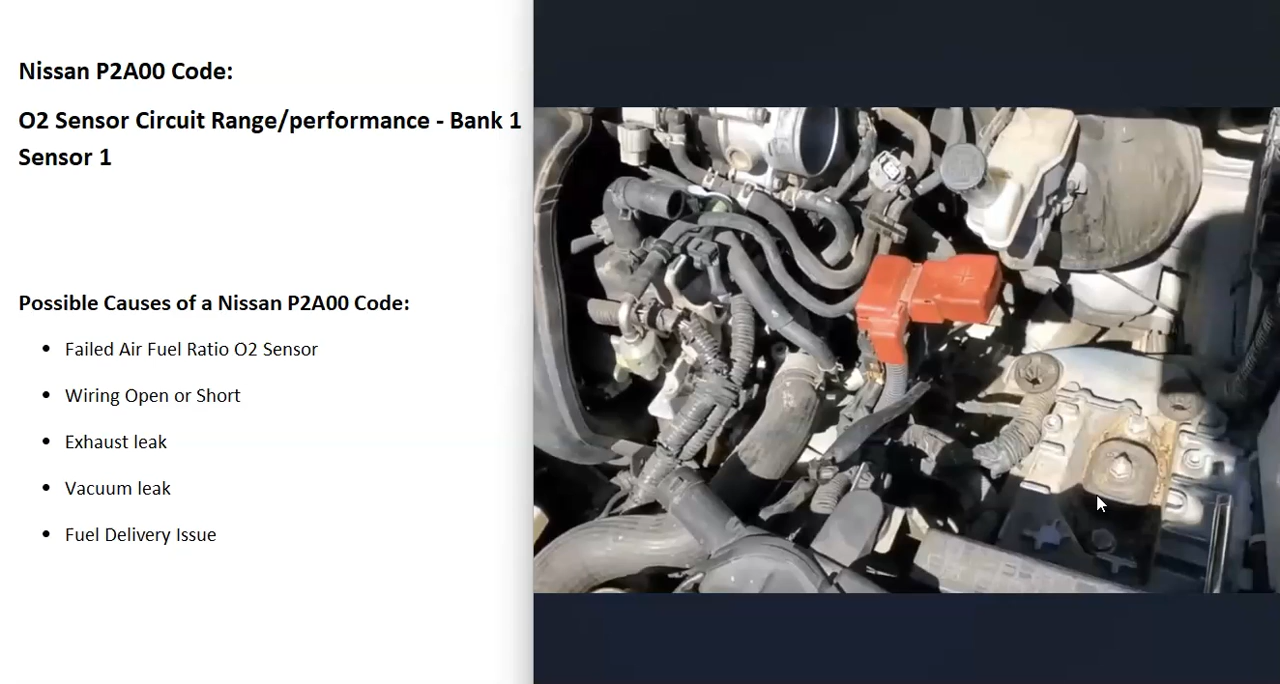 Nissan P2A00 Code:
O2 Sensor Circuit Range/performance - Bank 1
Sensor 1
Possible Causes of a Nissan P2A00 Code:
• Failed Air Fuel Ratio O2 Sensor
• Wiring Open or Short
• Exhaust leak
• Vacuum leak
• Fuel Delivery Issue